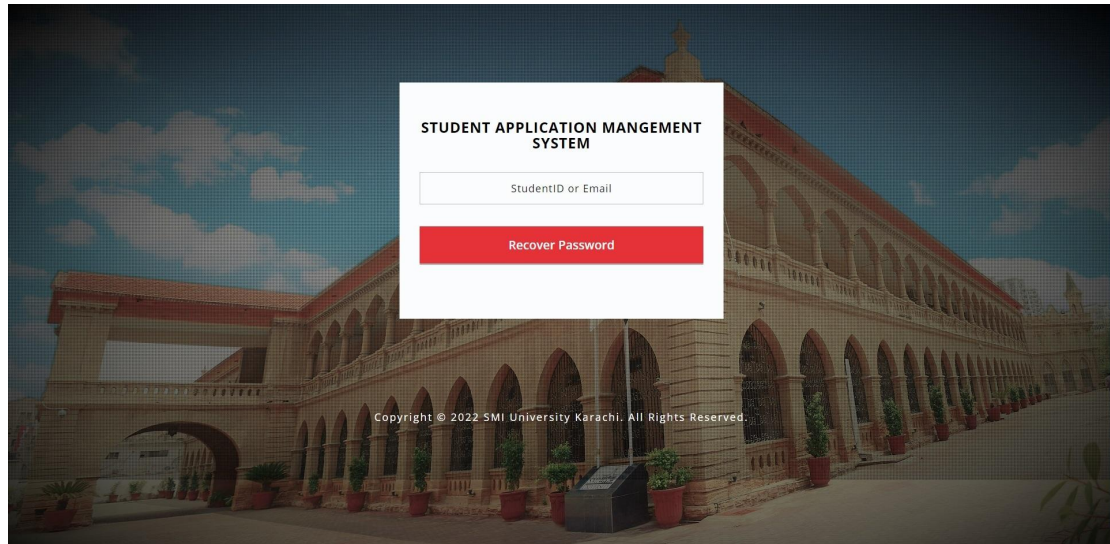 STUDENT APPLICATION MANGEMENT
SYSTEM
StudentID or Email
Recover Password
Copyright © 2022 SMI University Karachi. All Rights Reserved.